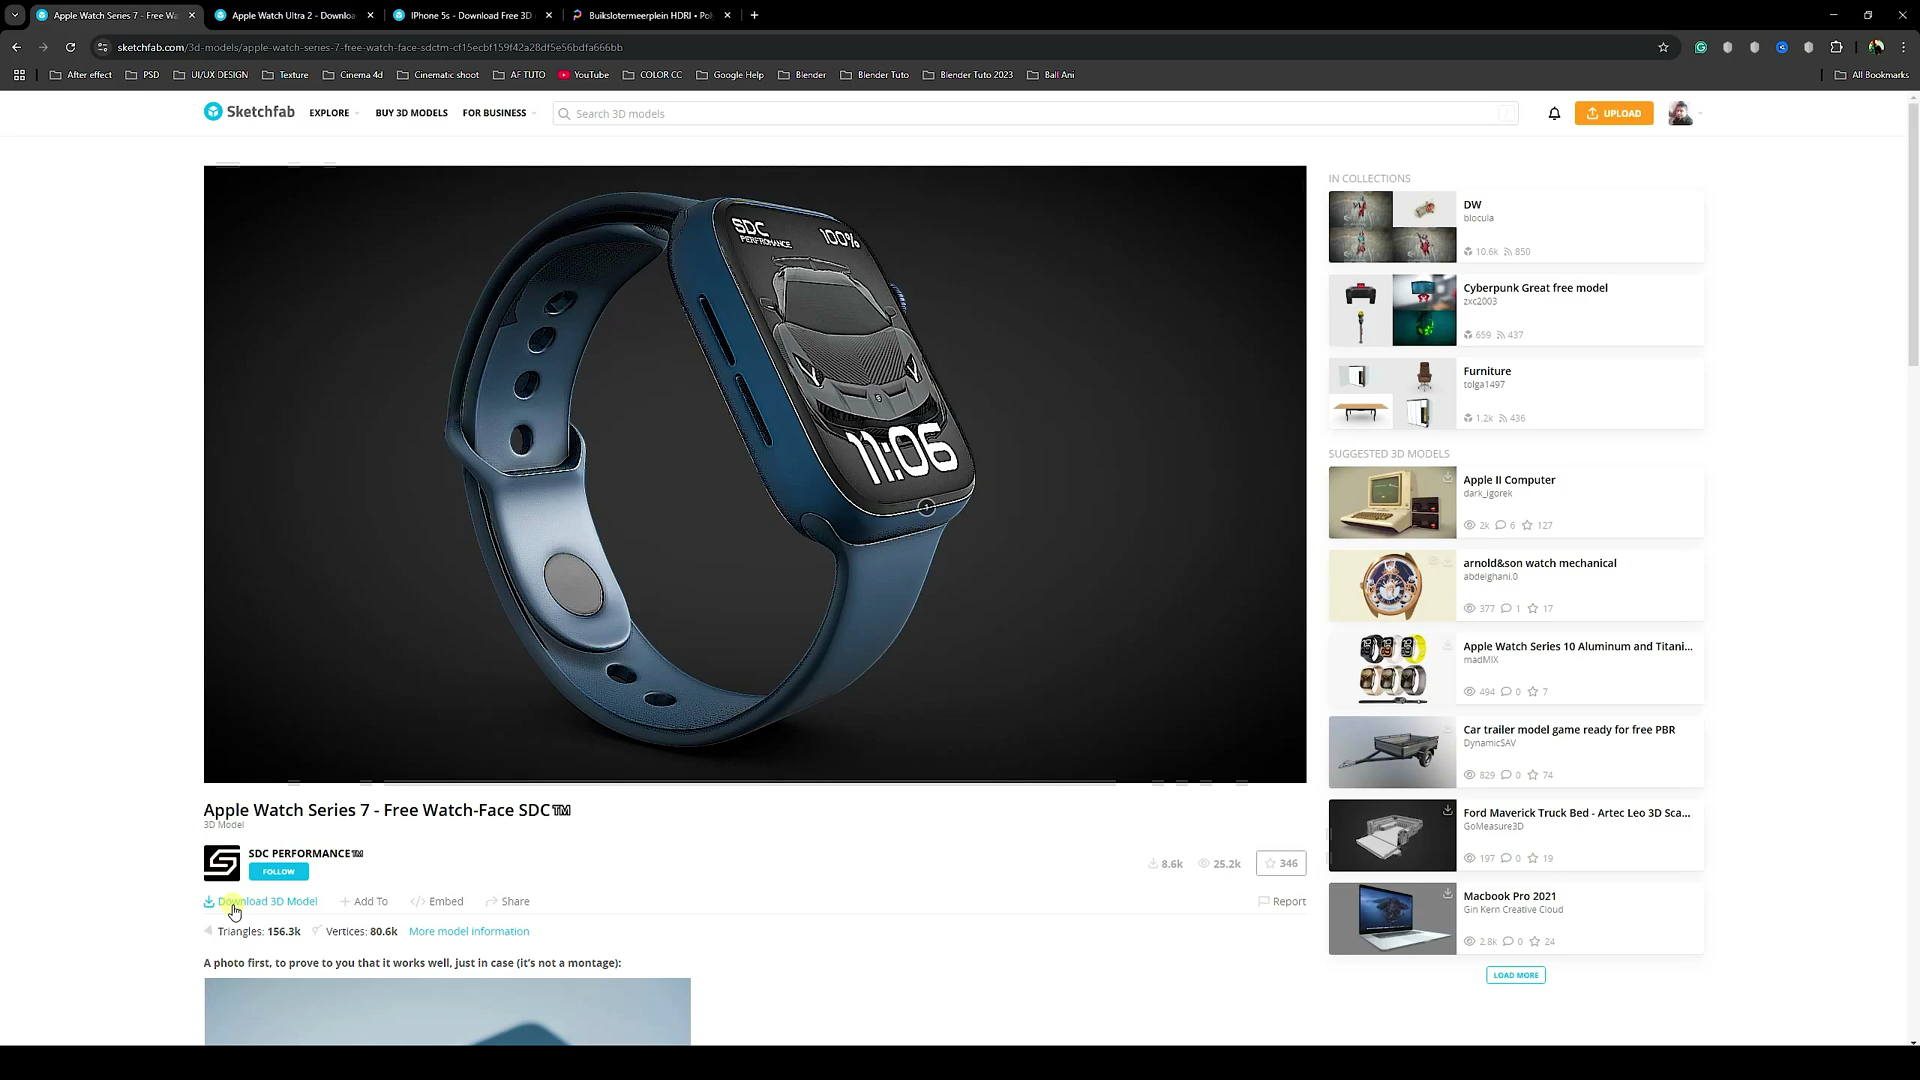 Apple Watch Series 7 - Free Wa
Apple Watch Ultra 2 - Downloa
IPhone 5s - Download Free 3D
Buikslotermeerplein HDRI • Pol
sketchfab.com/3d-models/apple-watch-series-7-free-watch-face-sdctm-cf15ecbf159f42a28df5e56bdfa666bb
After effect
PSD
UI/UX DESIGN
Texture
Cinema 4d
Cinematic shoot
AF TUTO
YouTube
COLOR CC
Google Help
Blender
Blender Tuto
Blender Tuto 2023
Ball Ani
All Bookmarks
Sketchfab
EXPLORE
BUY 3D MODELS
FOR BUSINESS
Search 3D models
/
UPLOAD
SDC
PERFROMANCE
100%
11:06
1
Apple Watch Series 7 - Free Watch-Face SDC™
3D Model
SDC PERFORMANCE™
FOLLOW
8.6k
25.2k
346
Download 3D Model
Add To
Embed
Share
Report
Triangles: 156.3k
Vertices: 80.6k
More model information
A photo first, to prove to you that it works well, just in case (it's not a montage):
IN COLLECTIONS
DW
blocula
10.6k
850
Cyberpunk Great free model
zxc2003
659
437
Furniture
tolga1497
1.2k
436
SUGGESTED 3D MODELS
Apple II Computer
dark_igorek
2k
6
127
arnold&son watch mechanical
abdelghani.0
377
1
17
Apple Watch Series 10 Aluminum and Titani...
madMIX
494
0
7
Car trailer model game ready for free PBR
DynamicSAV
829
0
74
Ford Maverick Truck Bed - Artec Leo 3D Sca...
GoMeasure3D
197
0
19
Macbook Pro 2021
Gin Kern Creative Cloud
2.8k
0
24
LOAD MORE